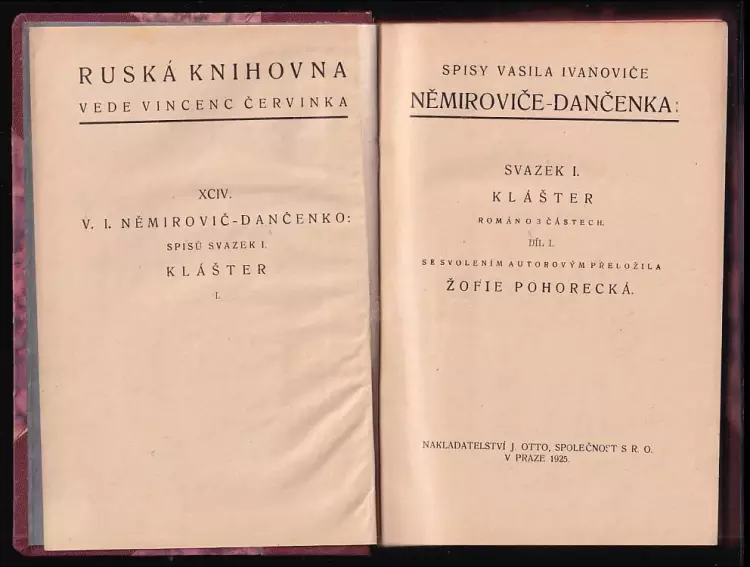 RUSKÁ KNIHOVNA
VEDE VINCENC ČERVINKA
XCIV.
V. I. NĚMIROVIČ-DANČENKO:
SPISŮ SVAZEK I.
KLÁŠTER
I.
SPISY VASILA IVANOVIČE
NĚMIROVIČE-DANČENKA:
SVAZEK I.
KLÁŠTER
ROMÁN O 3 ČÁSTECH.
DÍL I.
SE SVOLENÍM AUTOROVÝM PŘELOŽILA
ŽOFIE POHORECKÁ.
NAKLADATELSTVÍ J. OTTO, SPOLEČNOST S R. O.
V PRAZE 1925.